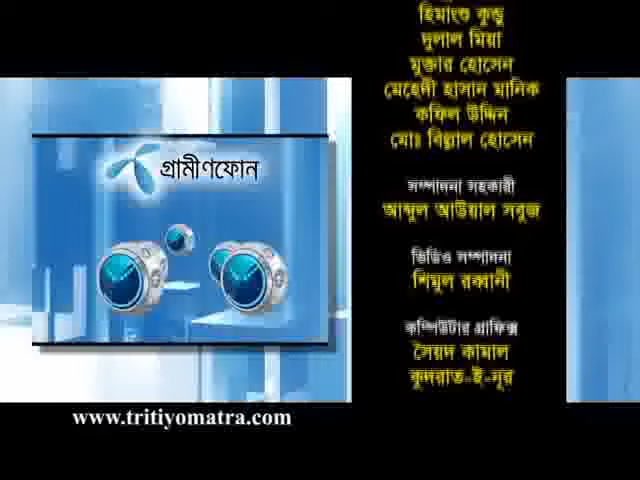 হিমাংশু কুন্ডু
দুলাল মিয়া
মুক্তার হোসেন
মেহেদী হাসান মানিক
কফিল উদ্দিন
মোঃ বিল্লাল হোসেন
সম্পাদনা সহকারী
আব্দুল আউয়াল সবুজ
ভিডিও সম্পাদনা
শিমুল রব্বানী
কম্পিউটার গ্রাফিক্স
সৈয়দ কামাল
কুদরাত-ই-নূর
গ্রামীণফোন
www.tritiyomatra.com